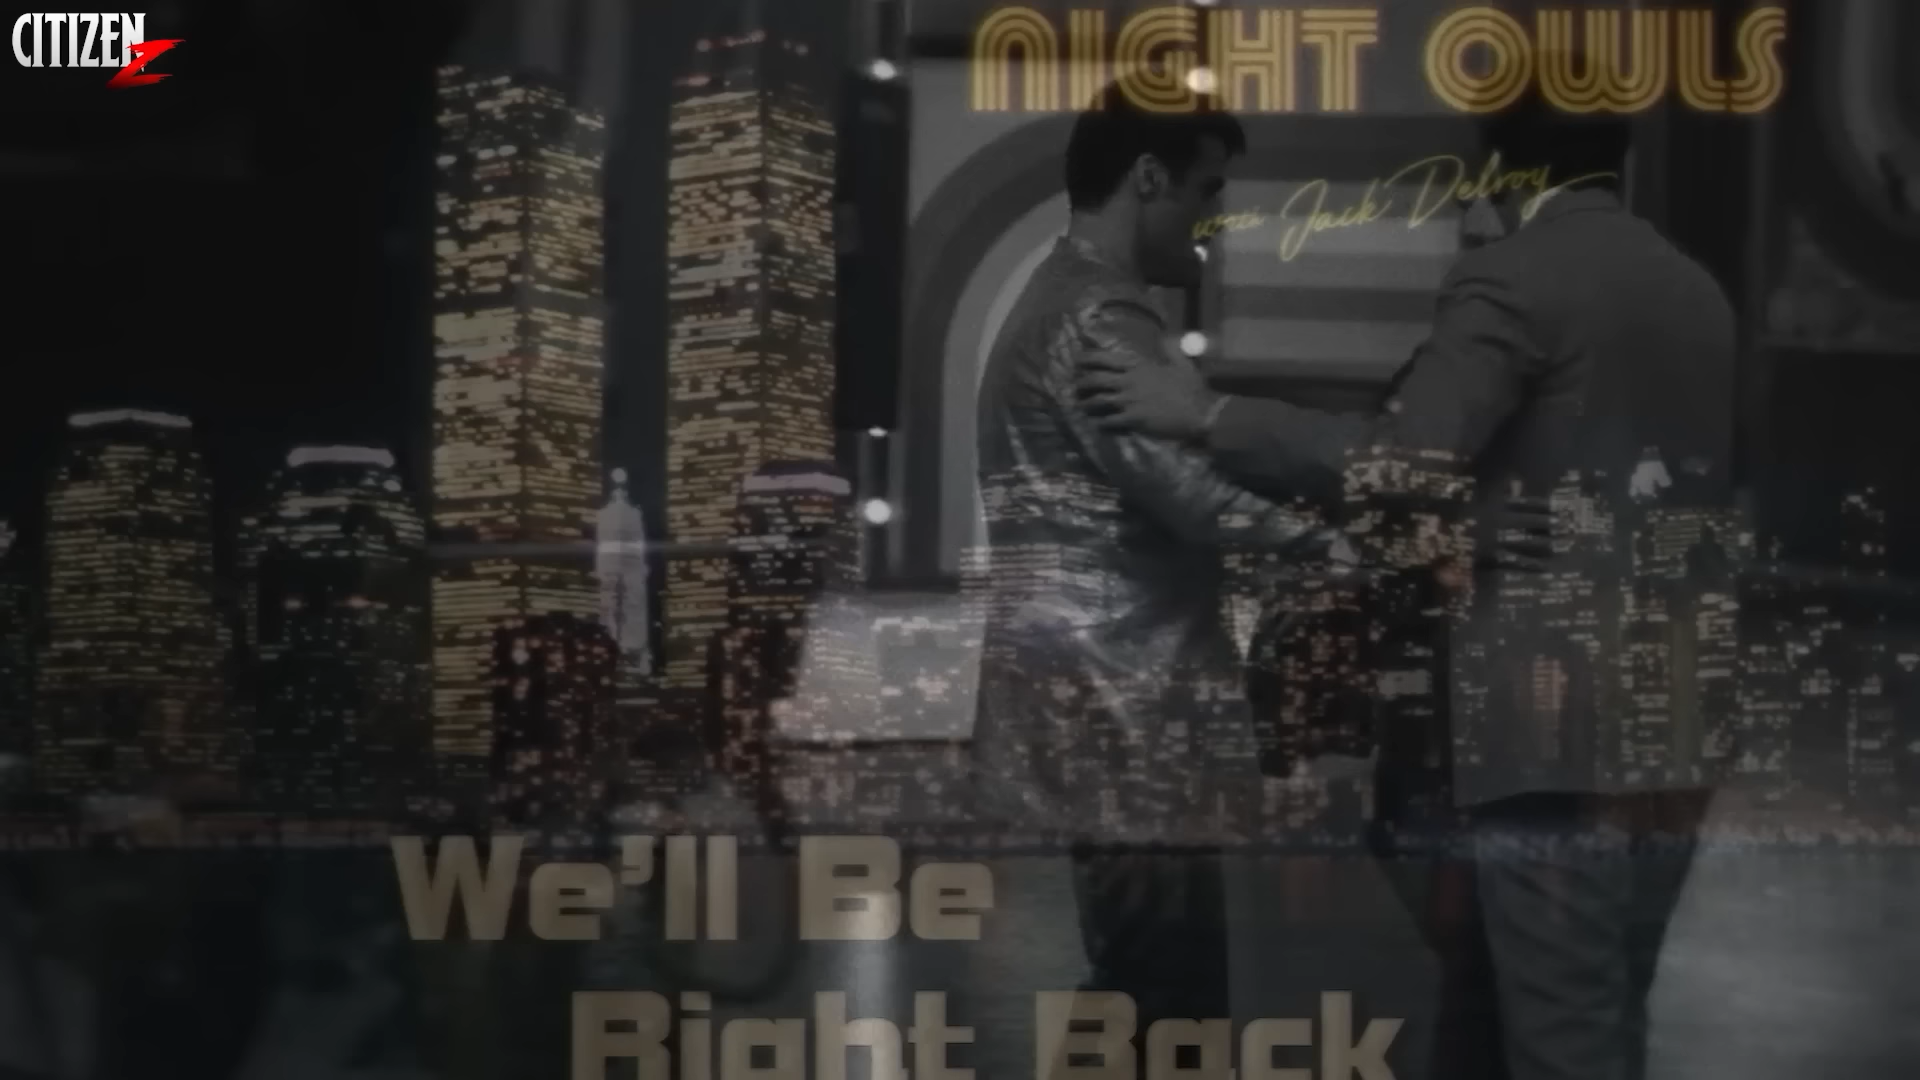 CITIZEN Z
NIGHT OWLS
with Jack Delroy
We'll Be
Right Back